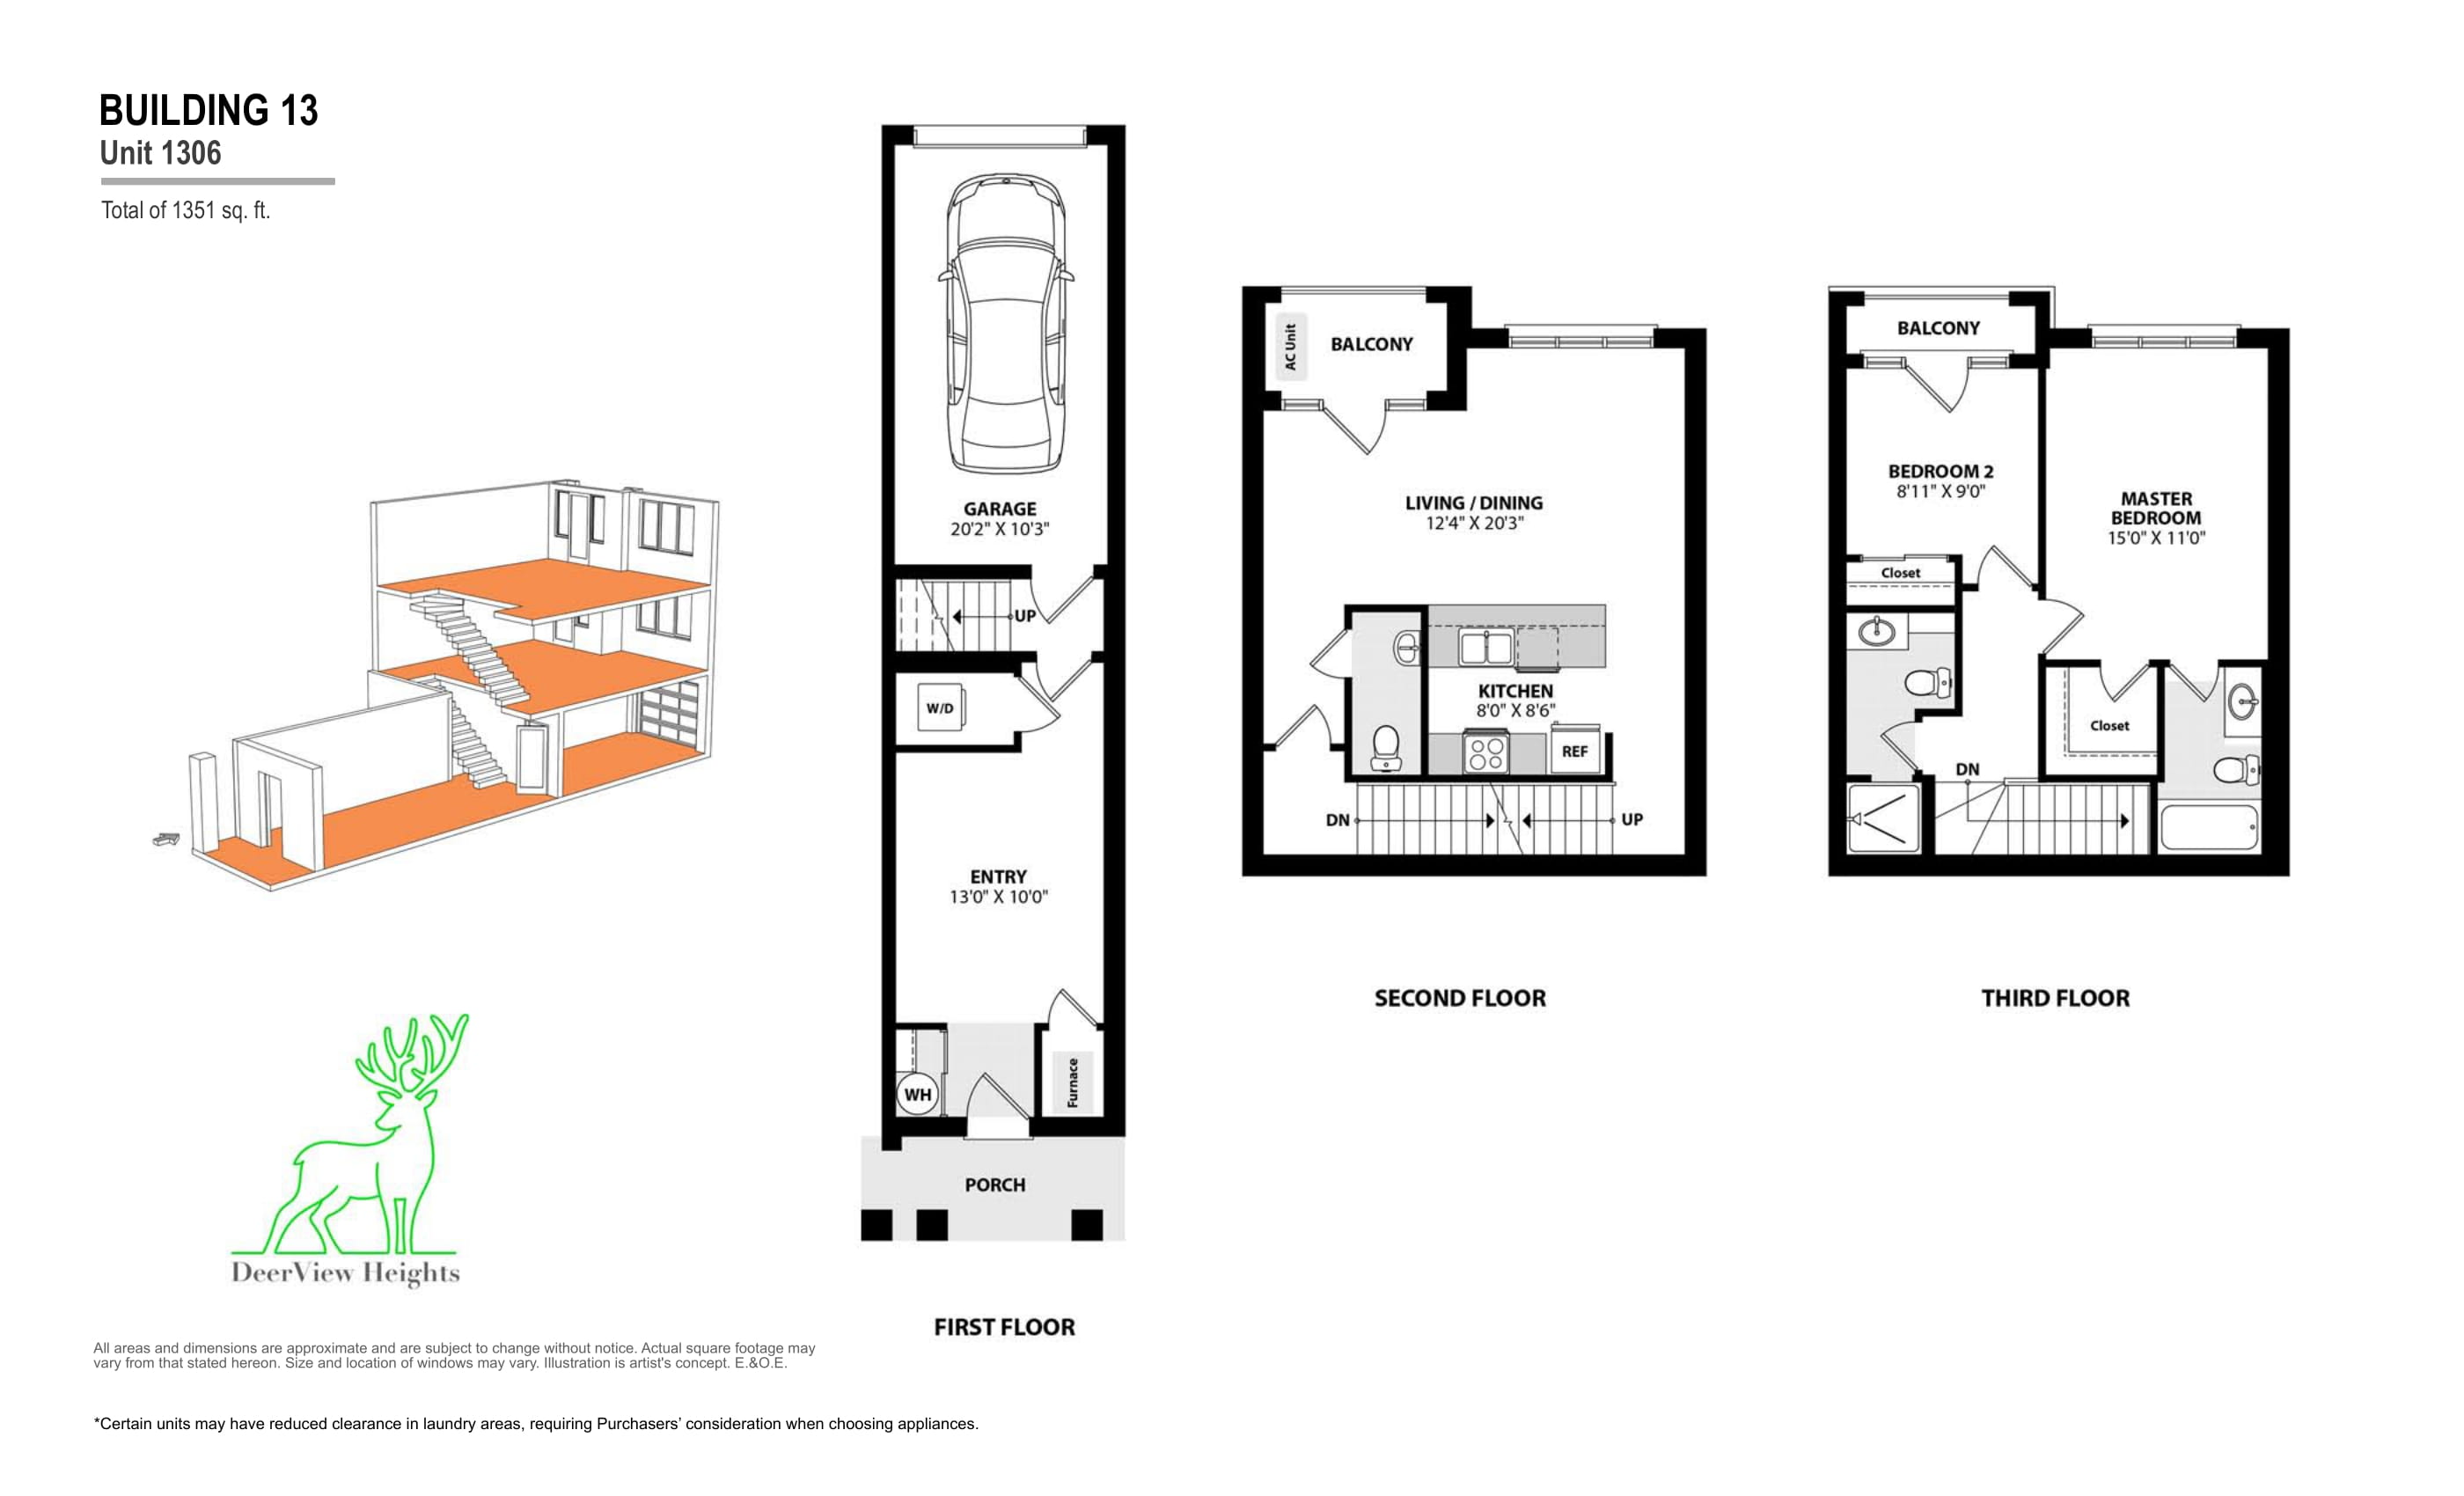 BUILDING 13
Unit 1306
Total of 1351 sq. ft.
GARAGE
20'2" X 10'3"
UP
W/D
ENTRY
13'0" X 10'0"
WH
Furnace
PORCH
FIRST FLOOR
AC Unit
BALCONY
LIVING / DINING
12'4" X 20'3"
KITCHEN
8'0" X 8'6"
REF
DN
UP
SECOND FLOOR
BALCONY
BEDROOM 2
8'11" X 9'0"
MASTER
BEDROOM
15'0" X 11'0"
Closet
Closet
DN
THIRD FLOOR
DeerView Heights
All areas and dimensions are approximate and are subject to change without notice. Actual square footage may
vary from that stated hereon. Size and location of windows may vary. Illustration is artist's concept. E.&O.E.
*Certain units may have reduced clearance in laundry areas, requiring Purchasers’ consideration when choosing appliances.